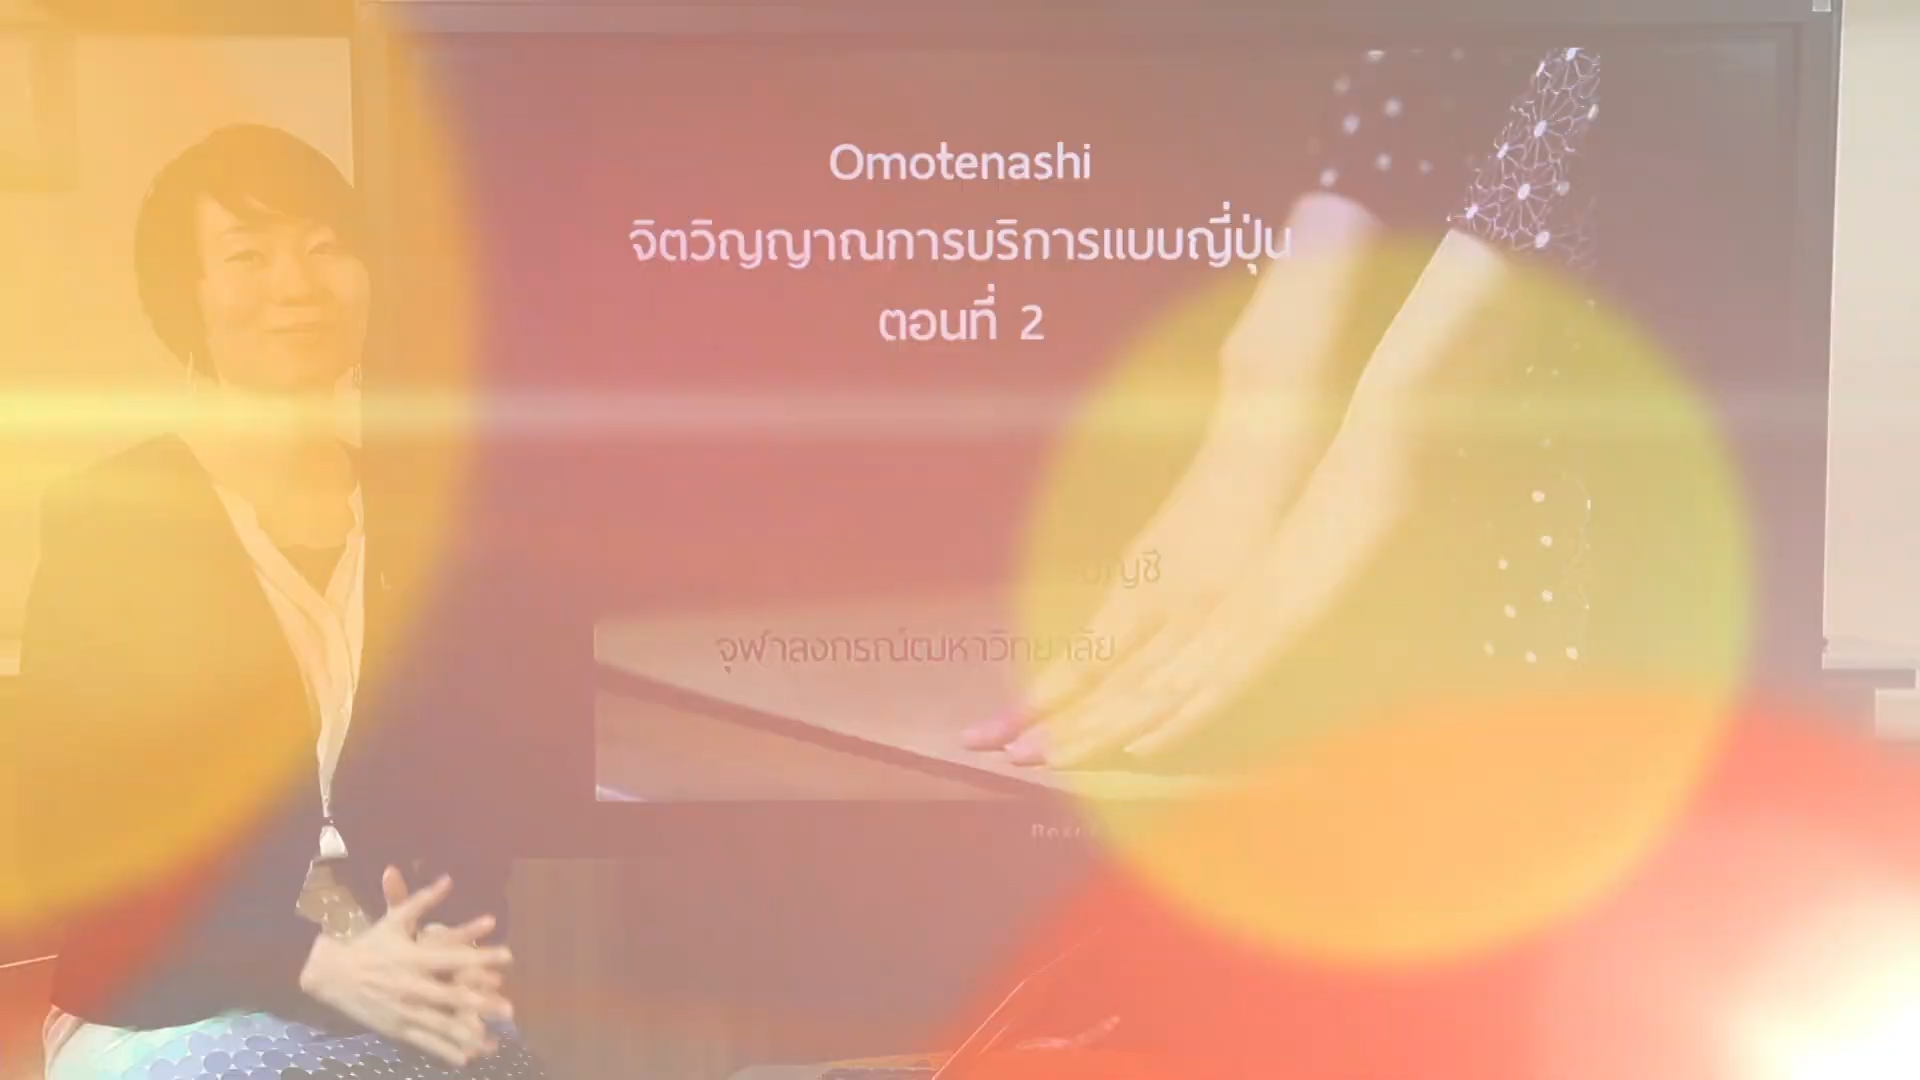 Omotenashi
จิตวิญญาณการบริการแบบญี่ปุ่น
ตอนที่ 2
จุฬาลงกรณ์มหาวิทยาลัย